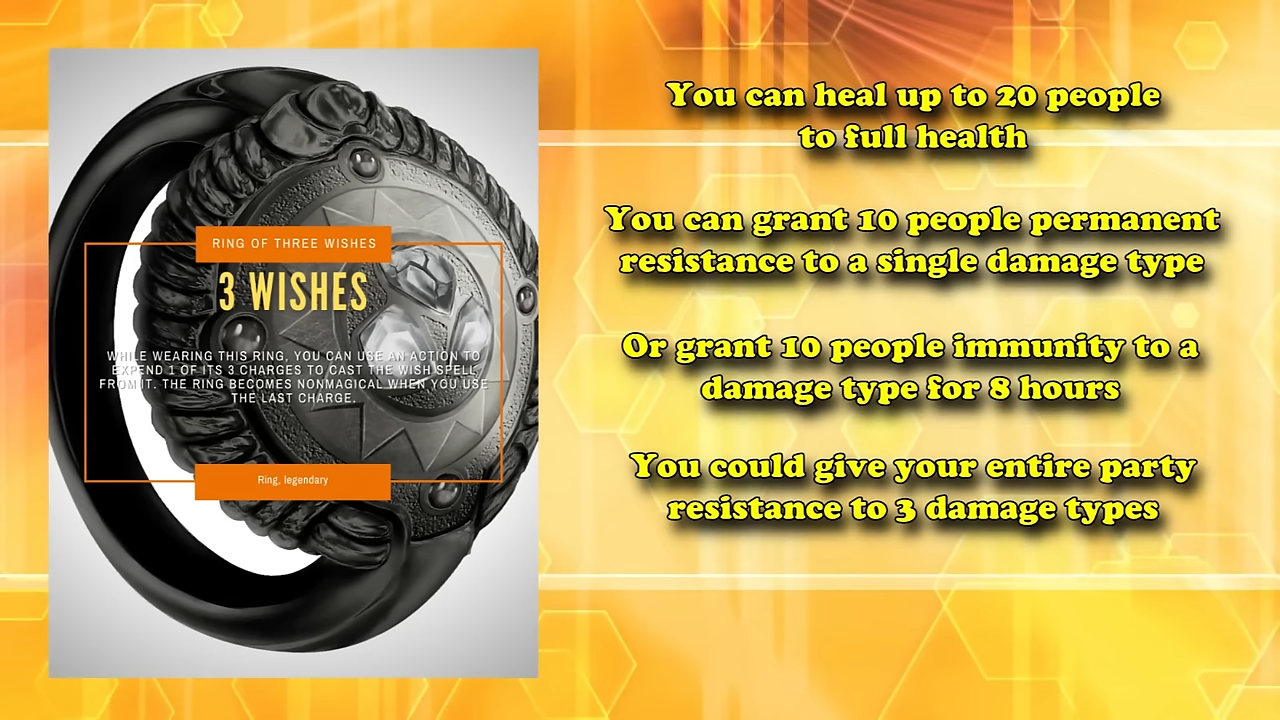 RING OF THREE WISHES
3 WISHES
WHILE WEARING THIS RING, YOU CAN USE AN ACTION TO
EXPEND 1 OF ITS 3 CHARGES TO CAST THE WISH SPELL
FROM IT. THE RING BECOMES NONMAGICAL WHEN YOU USE
THE LAST CHARGE.
Ring, legendary
You can heal up to 20 people
to full health
You can grant 10 people permanent
resistance to a single damage type
Or grant 10 people immunity to a
damage type for 8 hours
You could give your entire party
resistance to 3 damage types